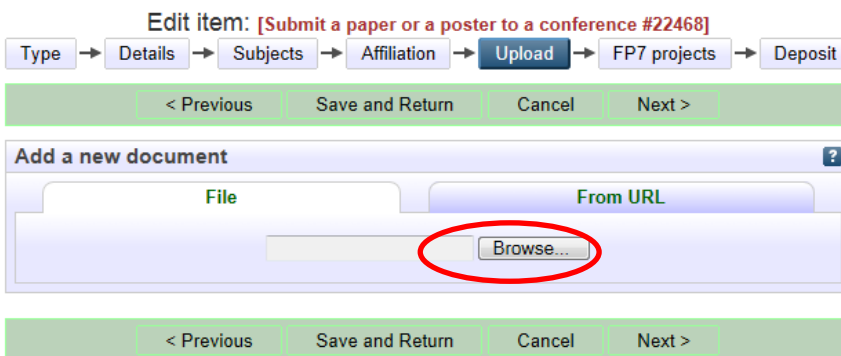 Edit item: [Submit a paper or a poster to a conference #22468]
Type Details Subjects Affiliation Upload FP7 projects Deposit
< Previous Save and Return Cancel Next >
Add a new document ?
File From URL
Browse...
< Previous Save and Return Cancel Next >